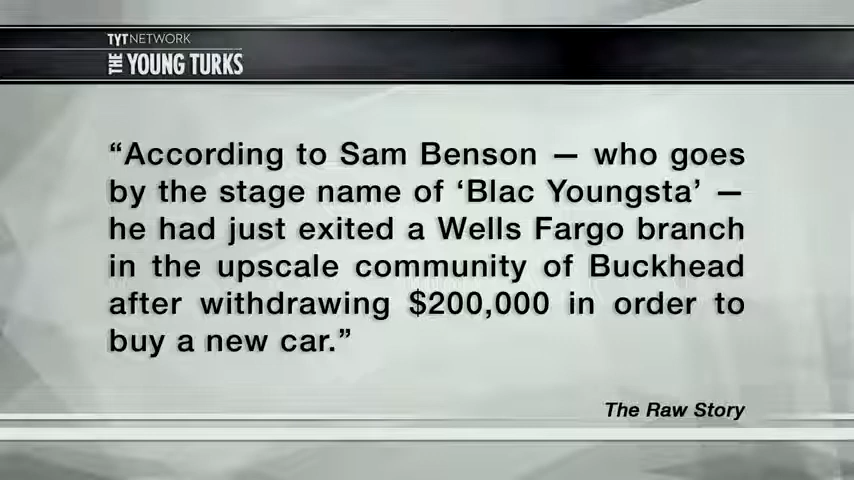 TYT NETWORK
THE YOUNG TURKS
“According to Sam Benson — who goes
by the stage name of ‘Blac Youngsta’ —
he had just exited a Wells Fargo branch
in the upscale community of Buckhead
after withdrawing $200,000 in order to
buy a new car.”
The Raw Story